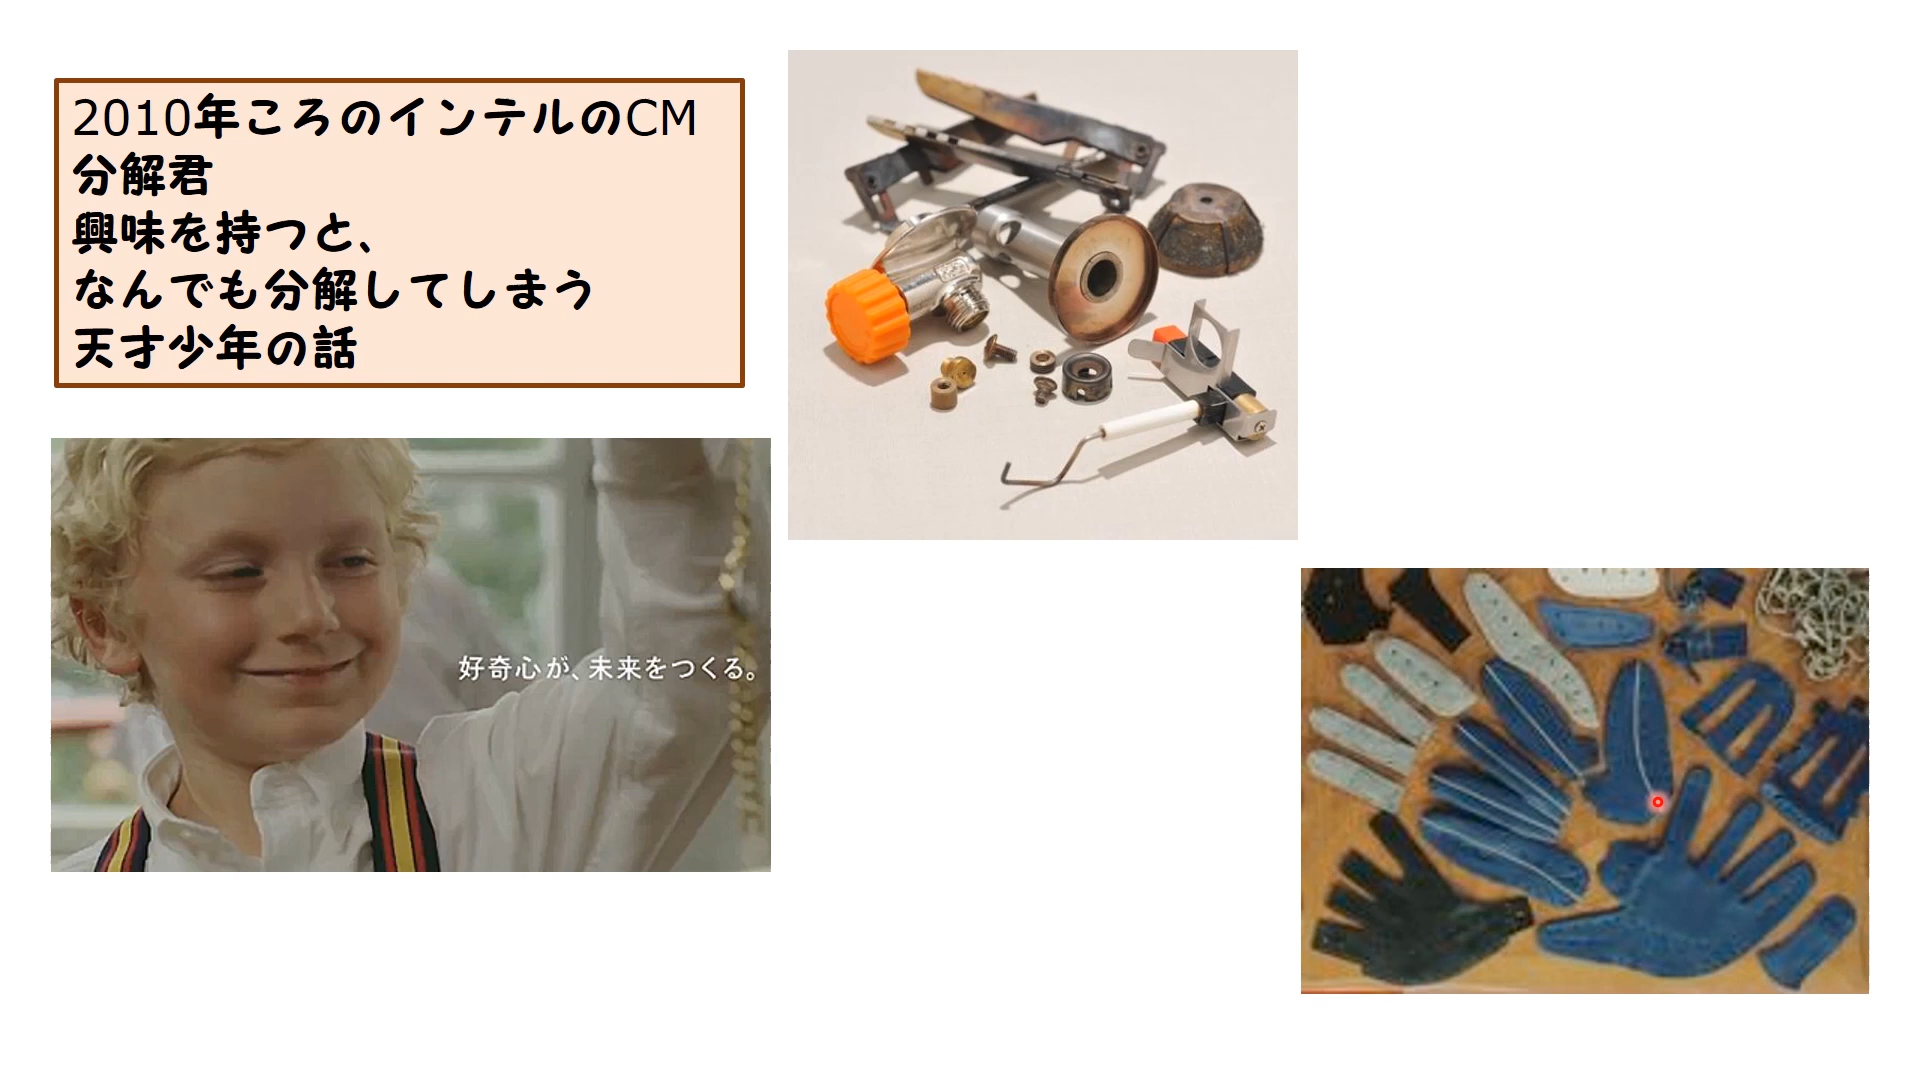 2010年ころのインテルのCM
分解君
興味を持つと、
なんでも分解してしまう
天才少年の話
好奇心が、未来をつくる。